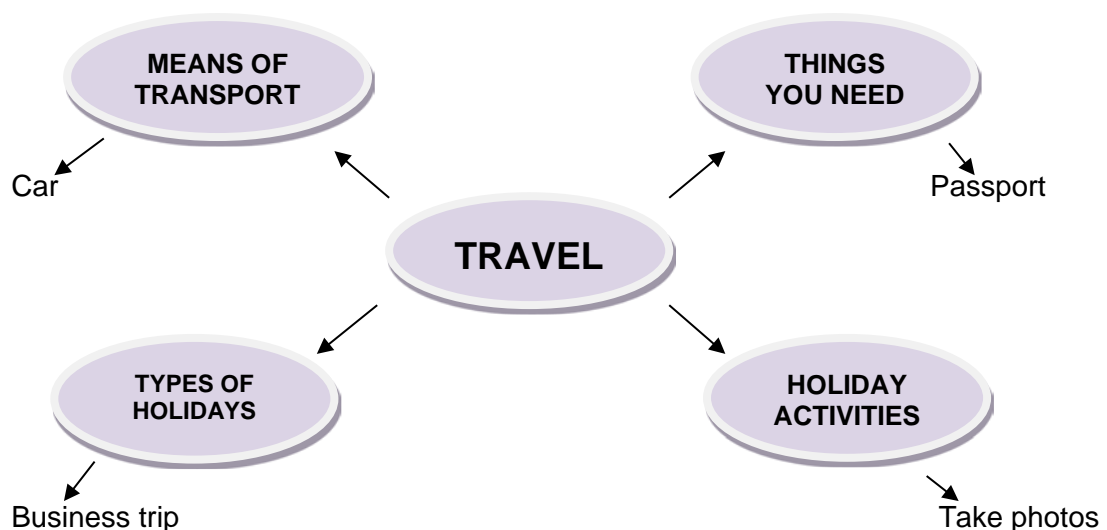 MEANS OF
TRANSPORT
THINGS
YOU NEED
Car
Passport
TRAVEL
TYPES OF
HOLIDAYS
HOLIDAY
ACTIVITIES
Business trip
Take photos